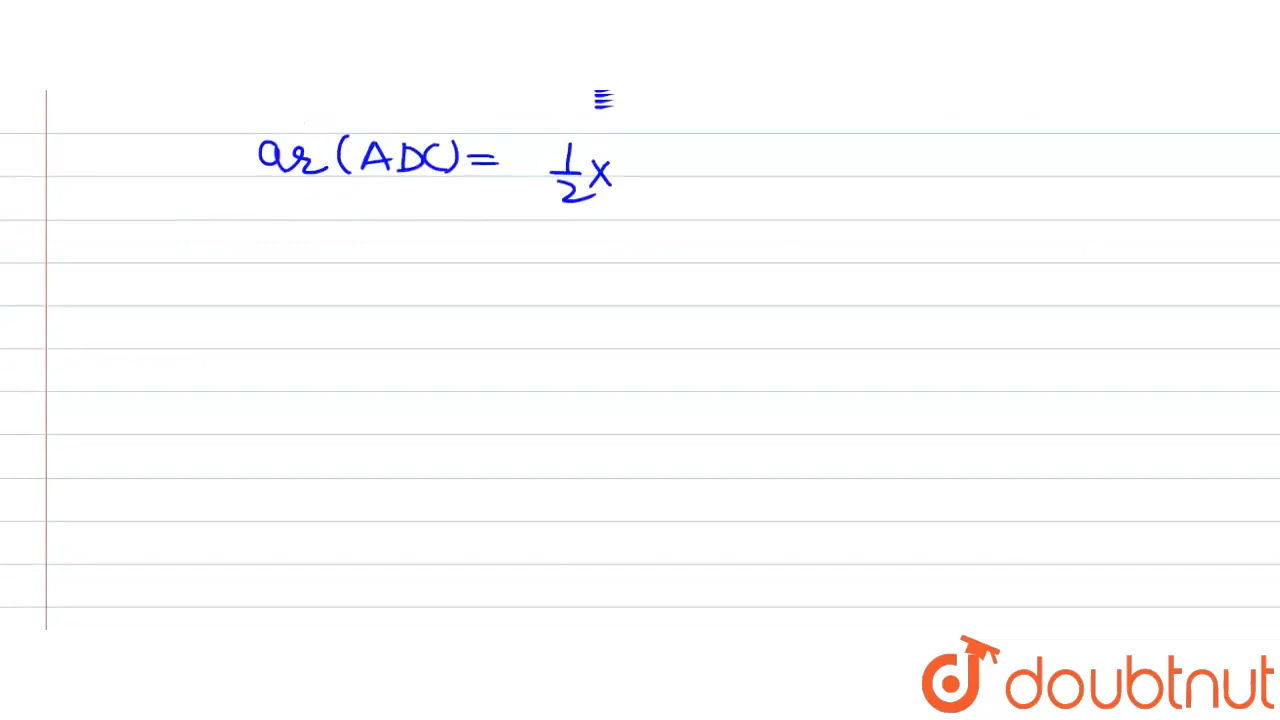 ar(ADC) = 1/2 ×
doubtnut